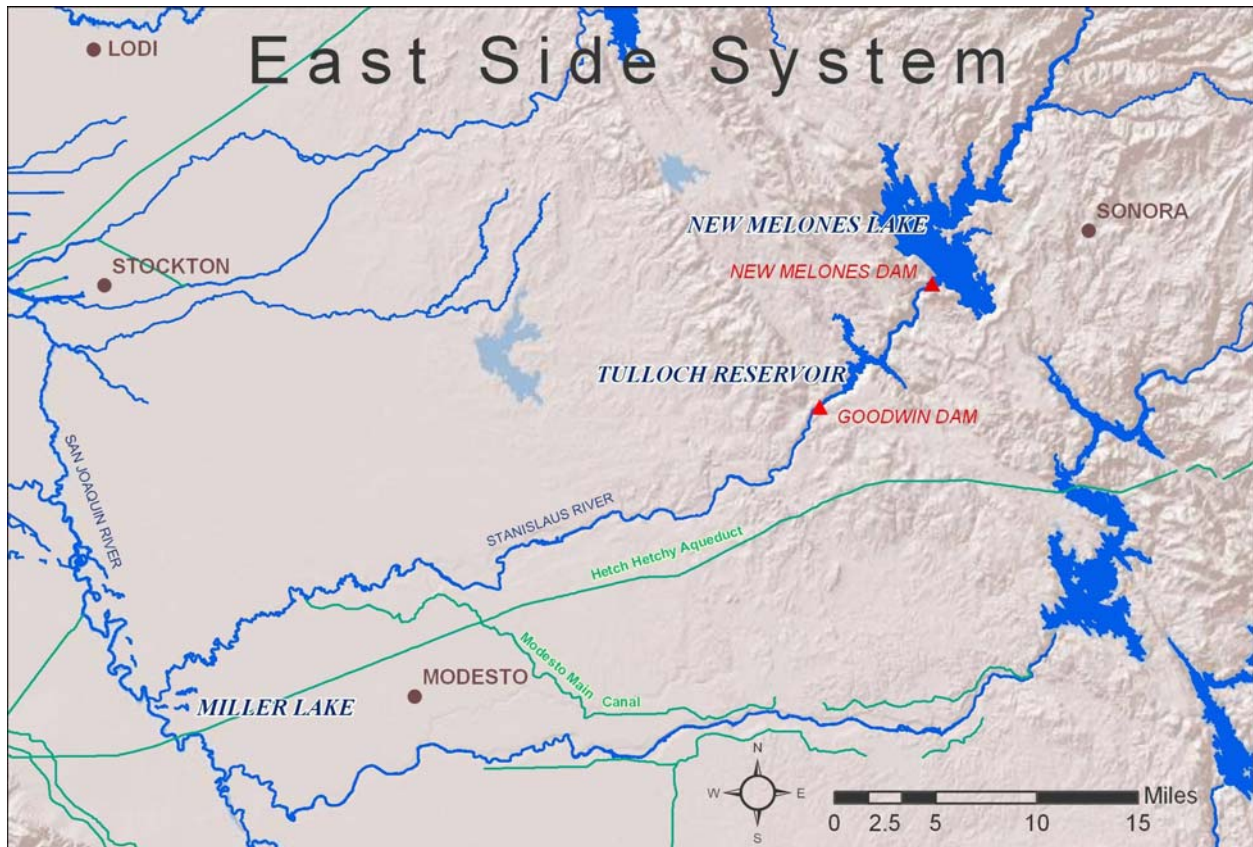 East Side System
LODI
NEW MELONES LAKE
SONORA
STOCKTON
NEW MELONES DAM
TULLOCH RESERVOIR
GOODWIN DAM
SAN JOAQUIN RIVER
STANISLAUS RIVER
Hetch Hetchy Aqueduct
Modesto Main Canal
MODESTO
MILLER LAKE
N
W E
S
Miles
0 2.5 5 10 15